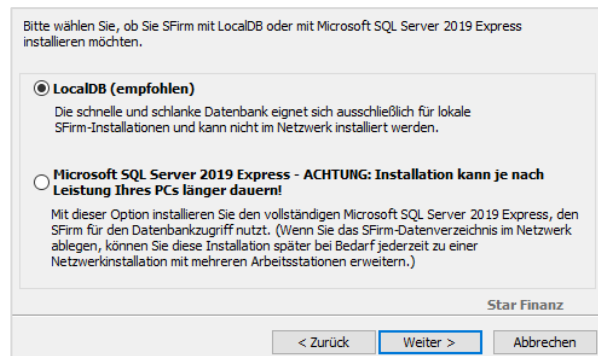 Bitte wählen Sie, ob Sie SFirm mit LocalDB oder mit Microsoft SQL Server 2019 Express
installieren möchten.
LocalDB (empfohlen)
Die schnelle und schlanke Datenbank eignet sich ausschließlich für lokale
SFirm-Installationen und kann nicht im Netzwerk installiert werden.
Microsoft SQL Server 2019 Express - ACHTUNG: Installation kann je nach
Leistung Ihres PCs länger dauern!
Mit dieser Option installieren Sie den vollständigen Microsoft SQL Server 2019 Express, den
SFirm für den Datenbankzugriff nutzt. (Wenn Sie das SFirm-Datenverzeichnis im Netzwerk
ablegen, können Sie diese Installation später bei Bedarf jederzeit zu einer
Netzwerkinstallation mit mehreren Arbeitsstationen erweitern.)
Star Finanz
< Zurück Weiter > Abbrechen